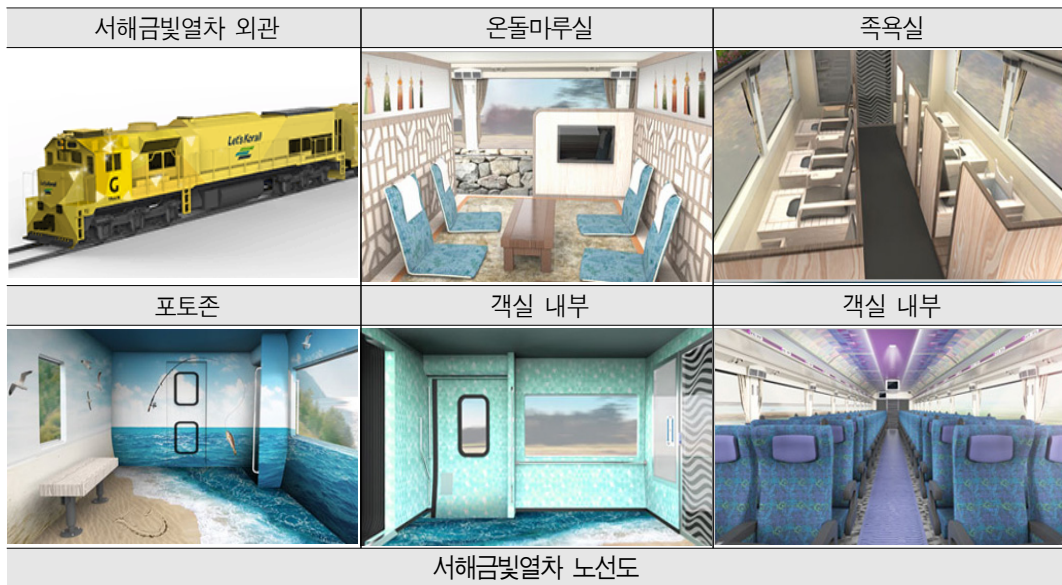 서해금빛열차 외관
온돌마루실
족욕실
Let's Korail
G
포토존
객실 내부
객실 내부
서해금빛열차 노선도